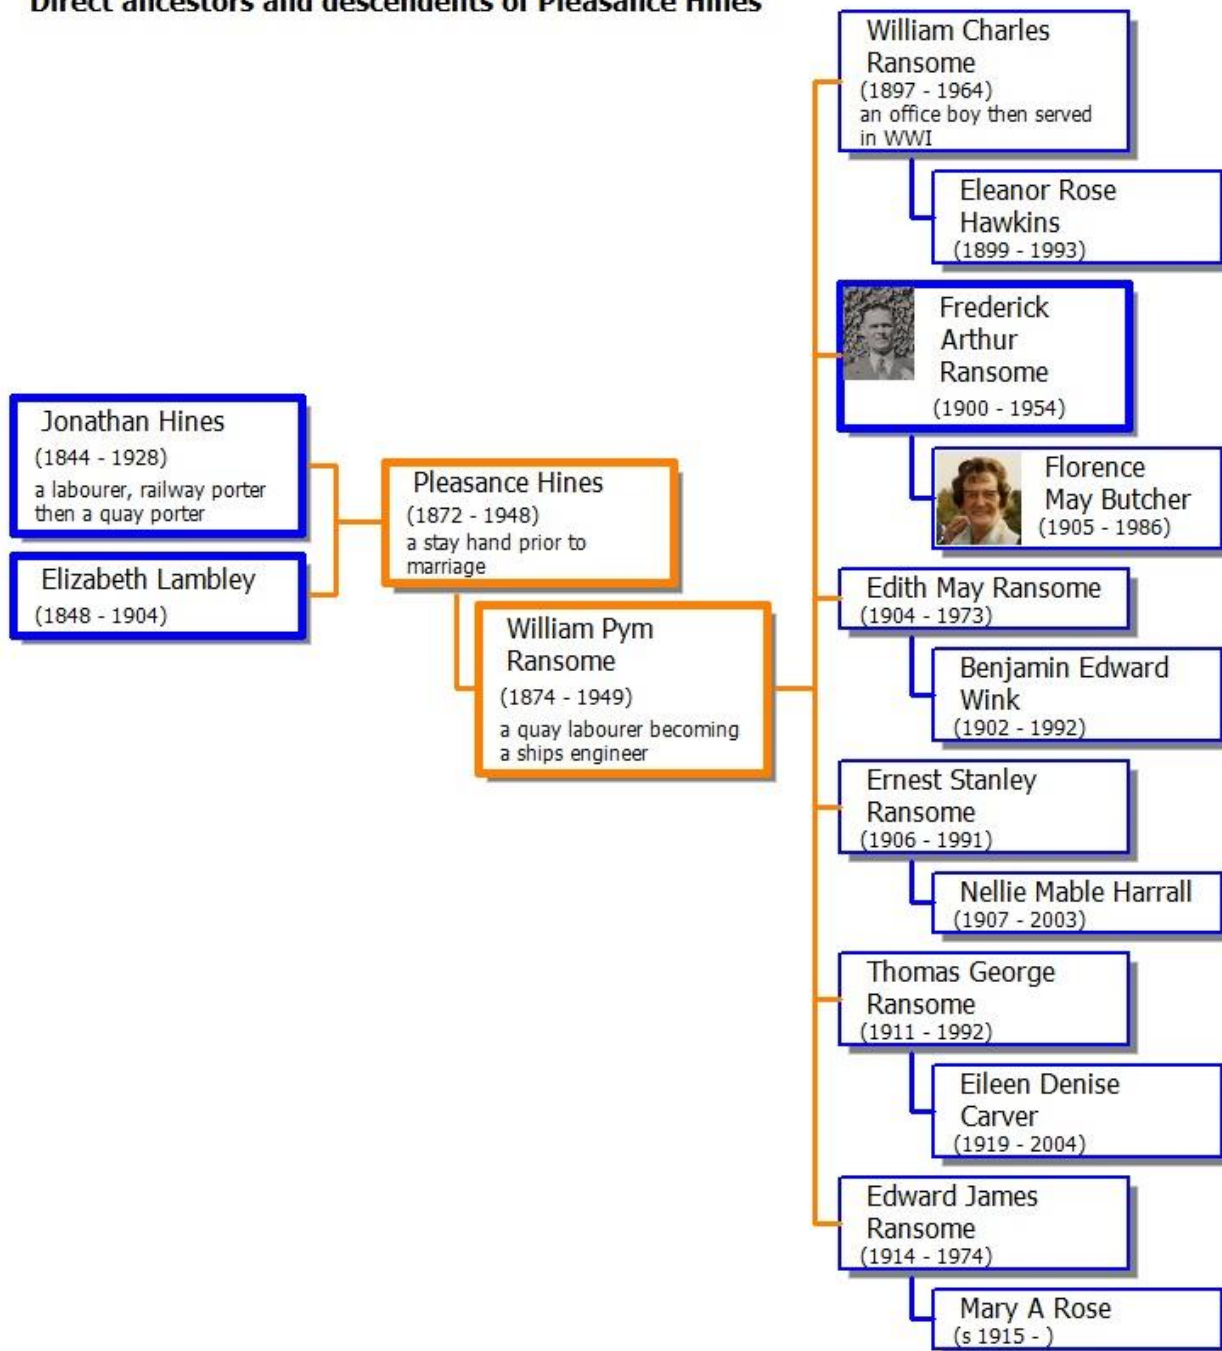 Direct ancestors and descendents of Pleasance Hines
Jonathan Hines
(1844 - 1928)
a labourer, railway porter
then a quay porter
Elizabeth Lambley
(1848 - 1904)
Pleasance Hines
(1872 - 1948)
a stay hand prior to
marriage
William Pym
Ransome
(1874 - 1949)
a quay labourer becoming
a ships engineer
William Charles
Ransome
(1897 - 1964)
an office boy then served
in WWI
Eleanor Rose
Hawkins
(1899 - 1993)
Frederick
Arthur
Ransome
(1900 - 1954)
Florence
May Butcher
(1905 - 1986)
Edith May Ransome
(1904 - 1973)
Benjamin Edward
Wink
(1902 - 1992)
Ernest Stanley
Ransome
(1906 - 1991)
Nellie Mable Harrall
(1907 - 2003)
Thomas George
Ransome
(1911 - 1992)
Eileen Denise
Carver
(1919 - 2004)
Edward James
Ransome
(1914 - 1974)
Mary A Rose
(s 1915 - )